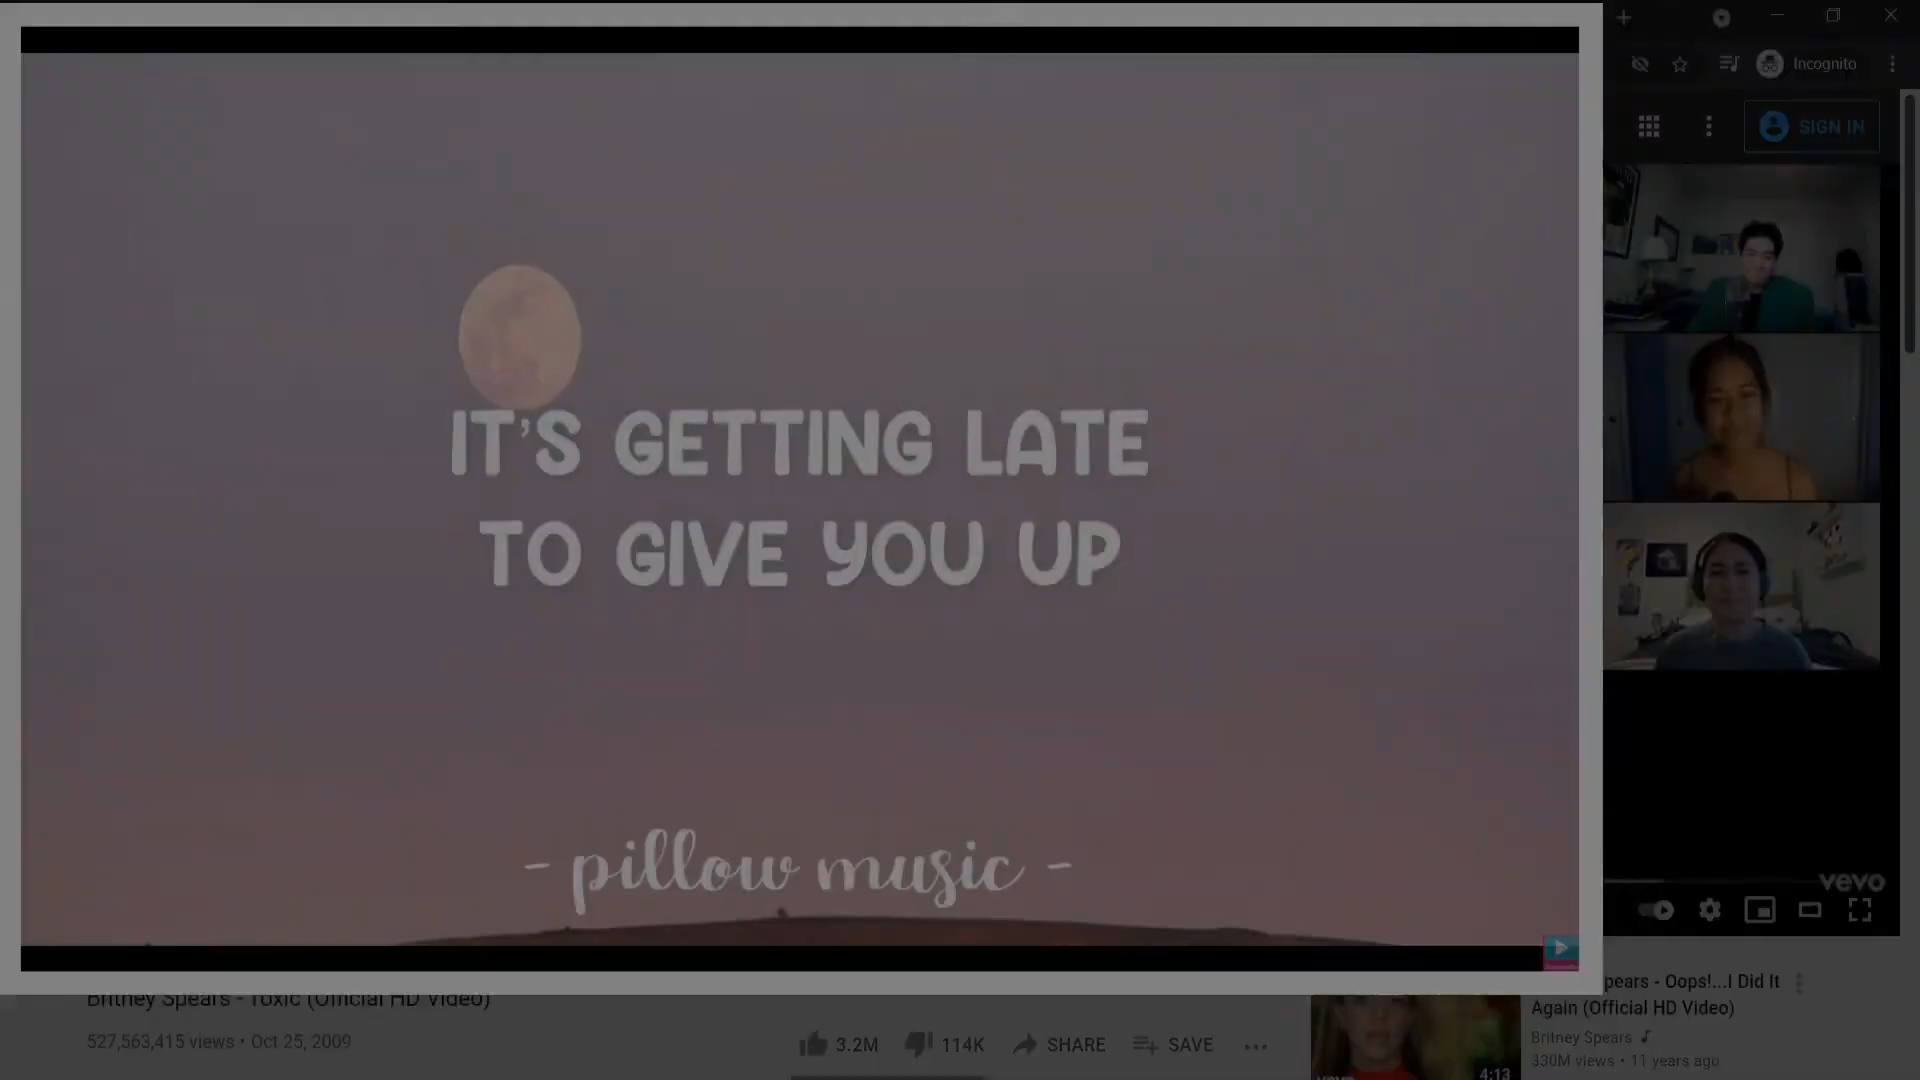 Incognito
SIGN IN
IT'S GETTING LATE
TO GIVE YOU UP
- pillow music -
vevo
Britney Spears - Toxic (Official HD Video)
527,563,415 views • Oct 25, 2009
3.2M
114K
SHARE
SAVE
pears - Oops!...I Did It
Again (Official HD Video)
Britney Spears
330M views • 11 years ago
4:13